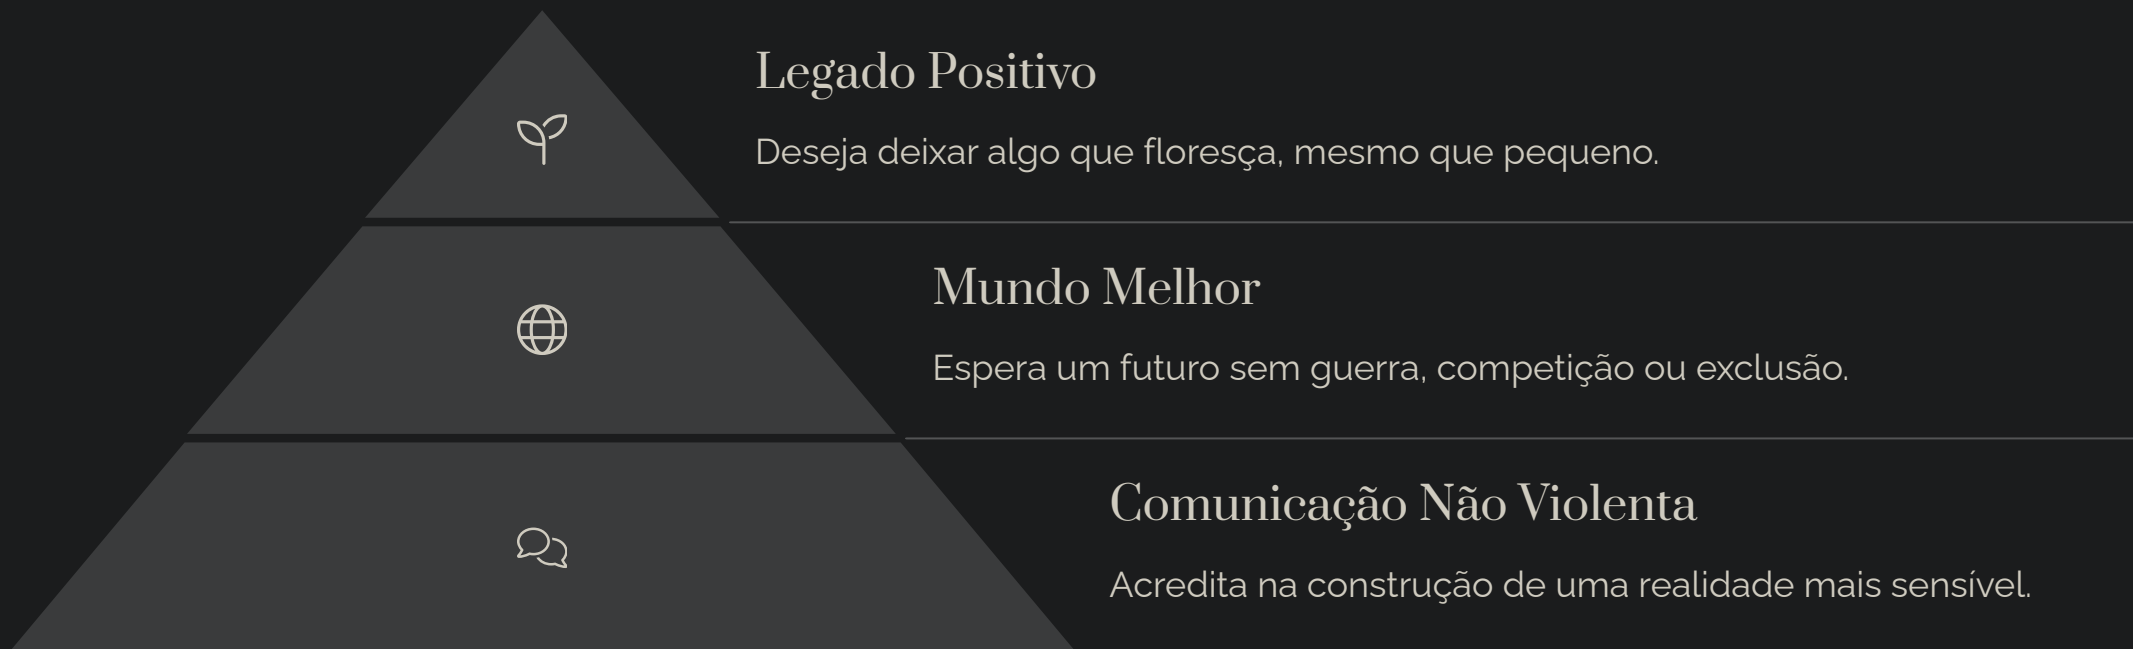 Legado Positivo
Deseja deixar algo que floresça, mesmo que pequeno.
Mundo Melhor
Espera um futuro sem guerra, competição ou exclusão.
Comunicação Não Violenta
Acredita na construção de uma realidade mais sensível.